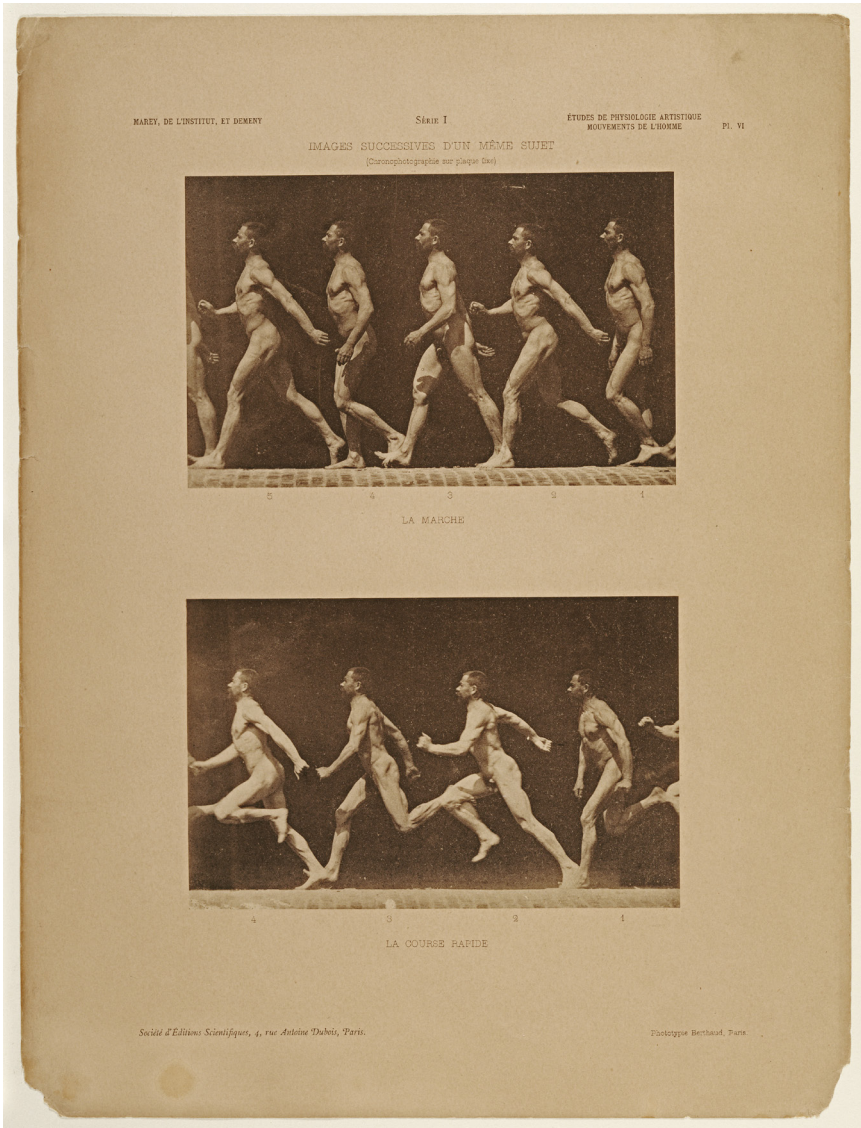 MAREY, DE L'INSTITUT, ET DEMENY
SÉRIE I
ÉTUDES DE PHYSIOLOGIE ARTISTIQUE
MOUVEMENTS DE L'HOMME
Pl. VI
IMAGES SUCCESSIVES D'UN MÊME SUJET
(Chronophotographie sur plaque fixe)
5 4 3 2 1
LA MARCHE
4 3 2 1
LA COURSE RAPIDE
Société d'Éditions Scientifiques, 4, rue Antoine Dubois, Paris.
Phototypie Berthaud, Paris